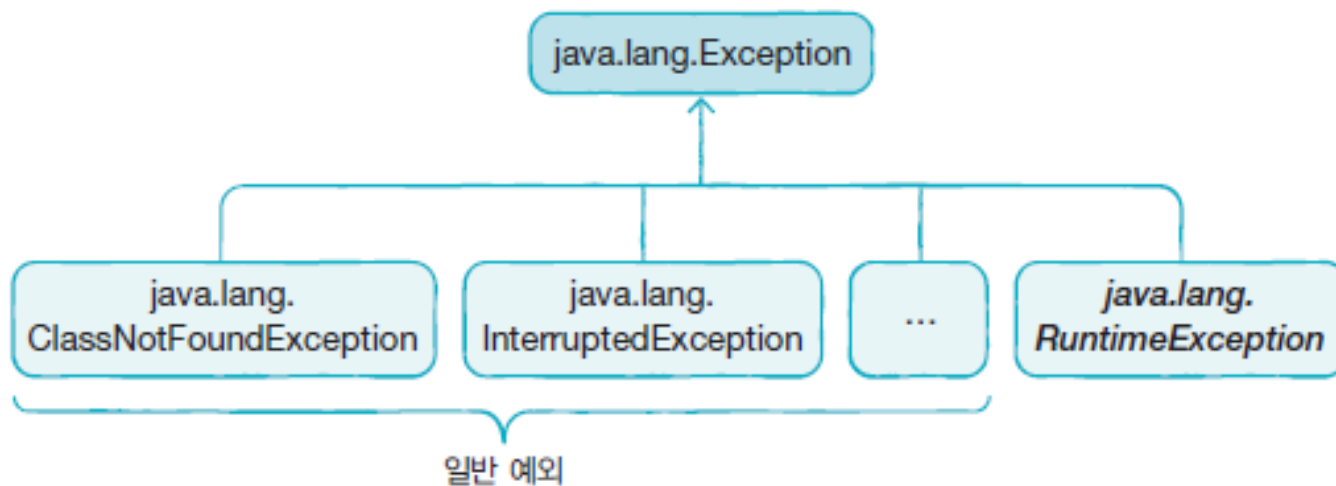 java.lang.Exception
java.lang.
ClassNotFoundException
java.lang.
InterruptedException
...
java.lang.
RuntimeException
일반 예외